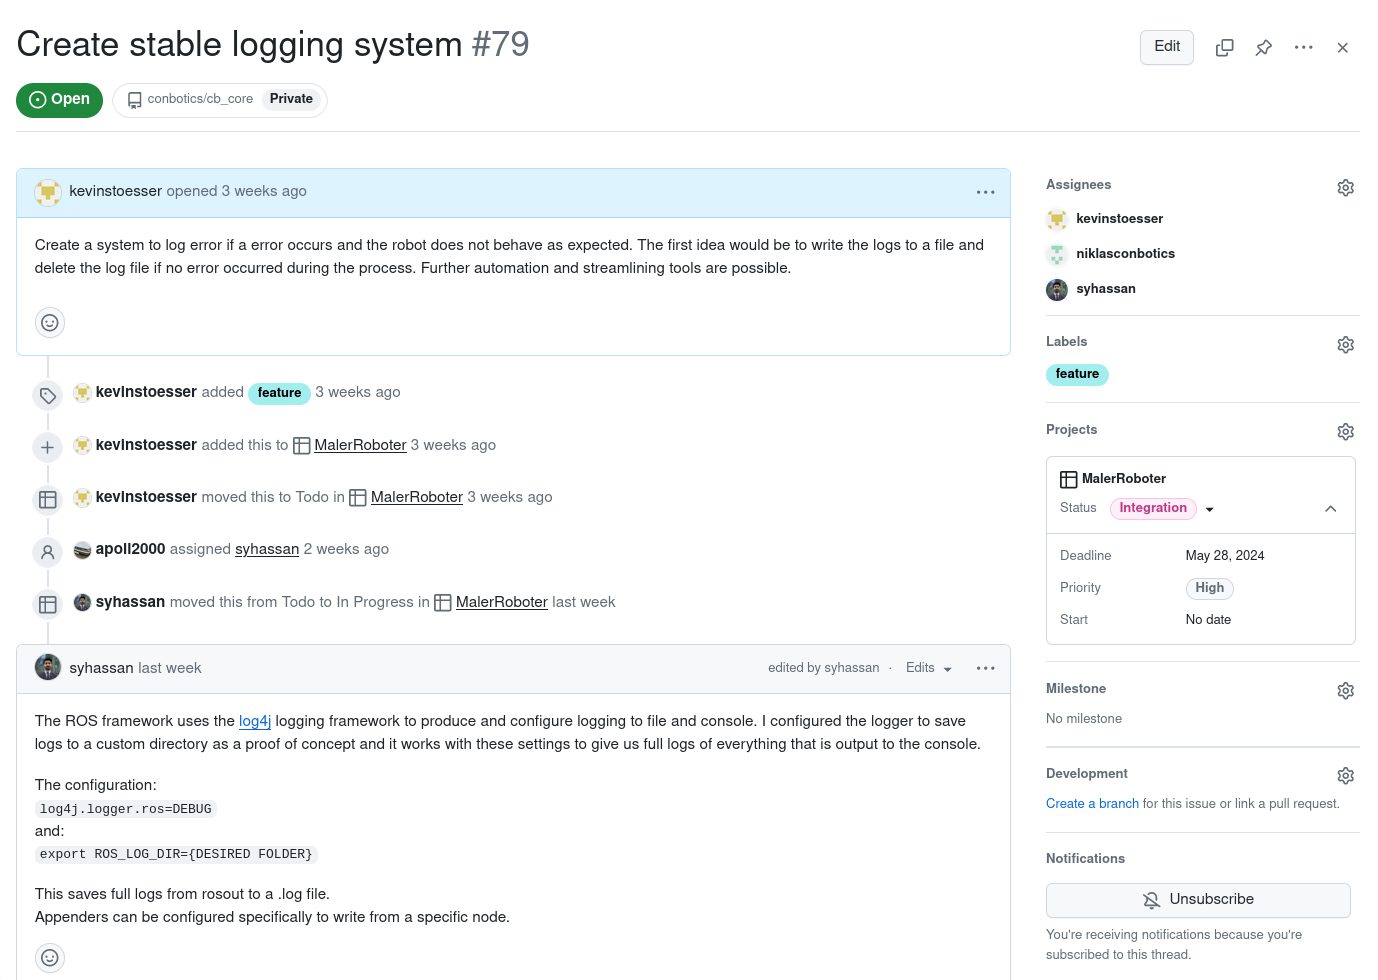 Create stable logging system #79
Edit
Open
conbotics/cb_core Private
kevinstoesser opened 3 weeks ago
Create a system to log error if a error occurs and the robot does not behave as expected. The first idea would be to write the logs to a file and
delete the log file if no error occurred during the process. Further automation and streamlining tools are possible.
kevinstoesser added feature 3 weeks ago
kevinstoesser added this to MalerRoboter 3 weeks ago
kevinstoesser moved this to Todo in MalerRoboter 3 weeks ago
apoll2000 assigned syhassan 2 weeks ago
syhassan moved this from Todo to In Progress in MalerRoboter last week
syhassan last week
edited by syhassan · Edits
The ROS framework uses the log4j logging framework to produce and configure logging to file and console. I configured the logger to save
logs to a custom directory as a proof of concept and it works with these settings to give us full logs of everything that is output to the console.
The configuration:
log4j.logger.ros=DEBUG
and:
export ROS_LOG_DIR={DESIRED FOLDER}
This saves full logs from rosout to a .log file.
Appenders can be configured specifically to write from a specific node.
Assignees
kevinstoesser
niklasconbotics
syhassan
Labels
feature
Projects
MalerRoboter
Status Integration
Deadline May 28, 2024
Priority High
Start No date
Milestone
No milestone
Development
Create a branch for this issue or link a pull request.
Notifications
Unsubscribe
You're receiving notifications because you're
subscribed to this thread.